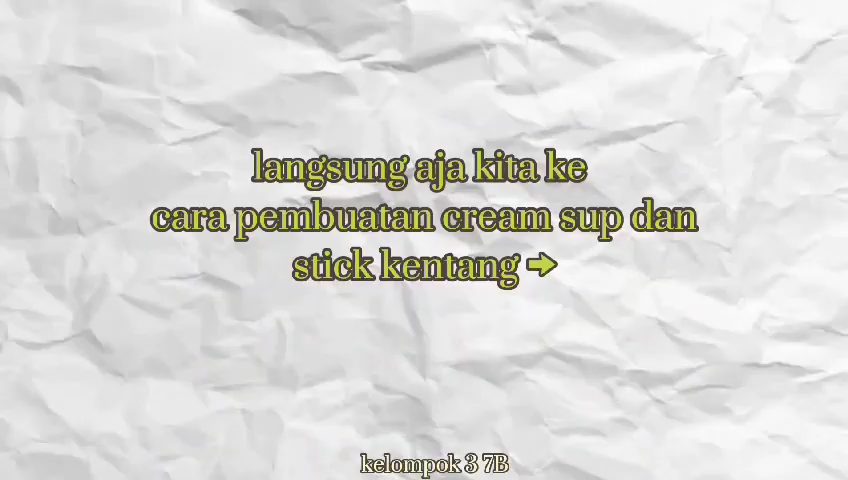 langsung aja kita ke
cara pembuatan cream sup dan
stick kentang ➜
kelompok 3 7B